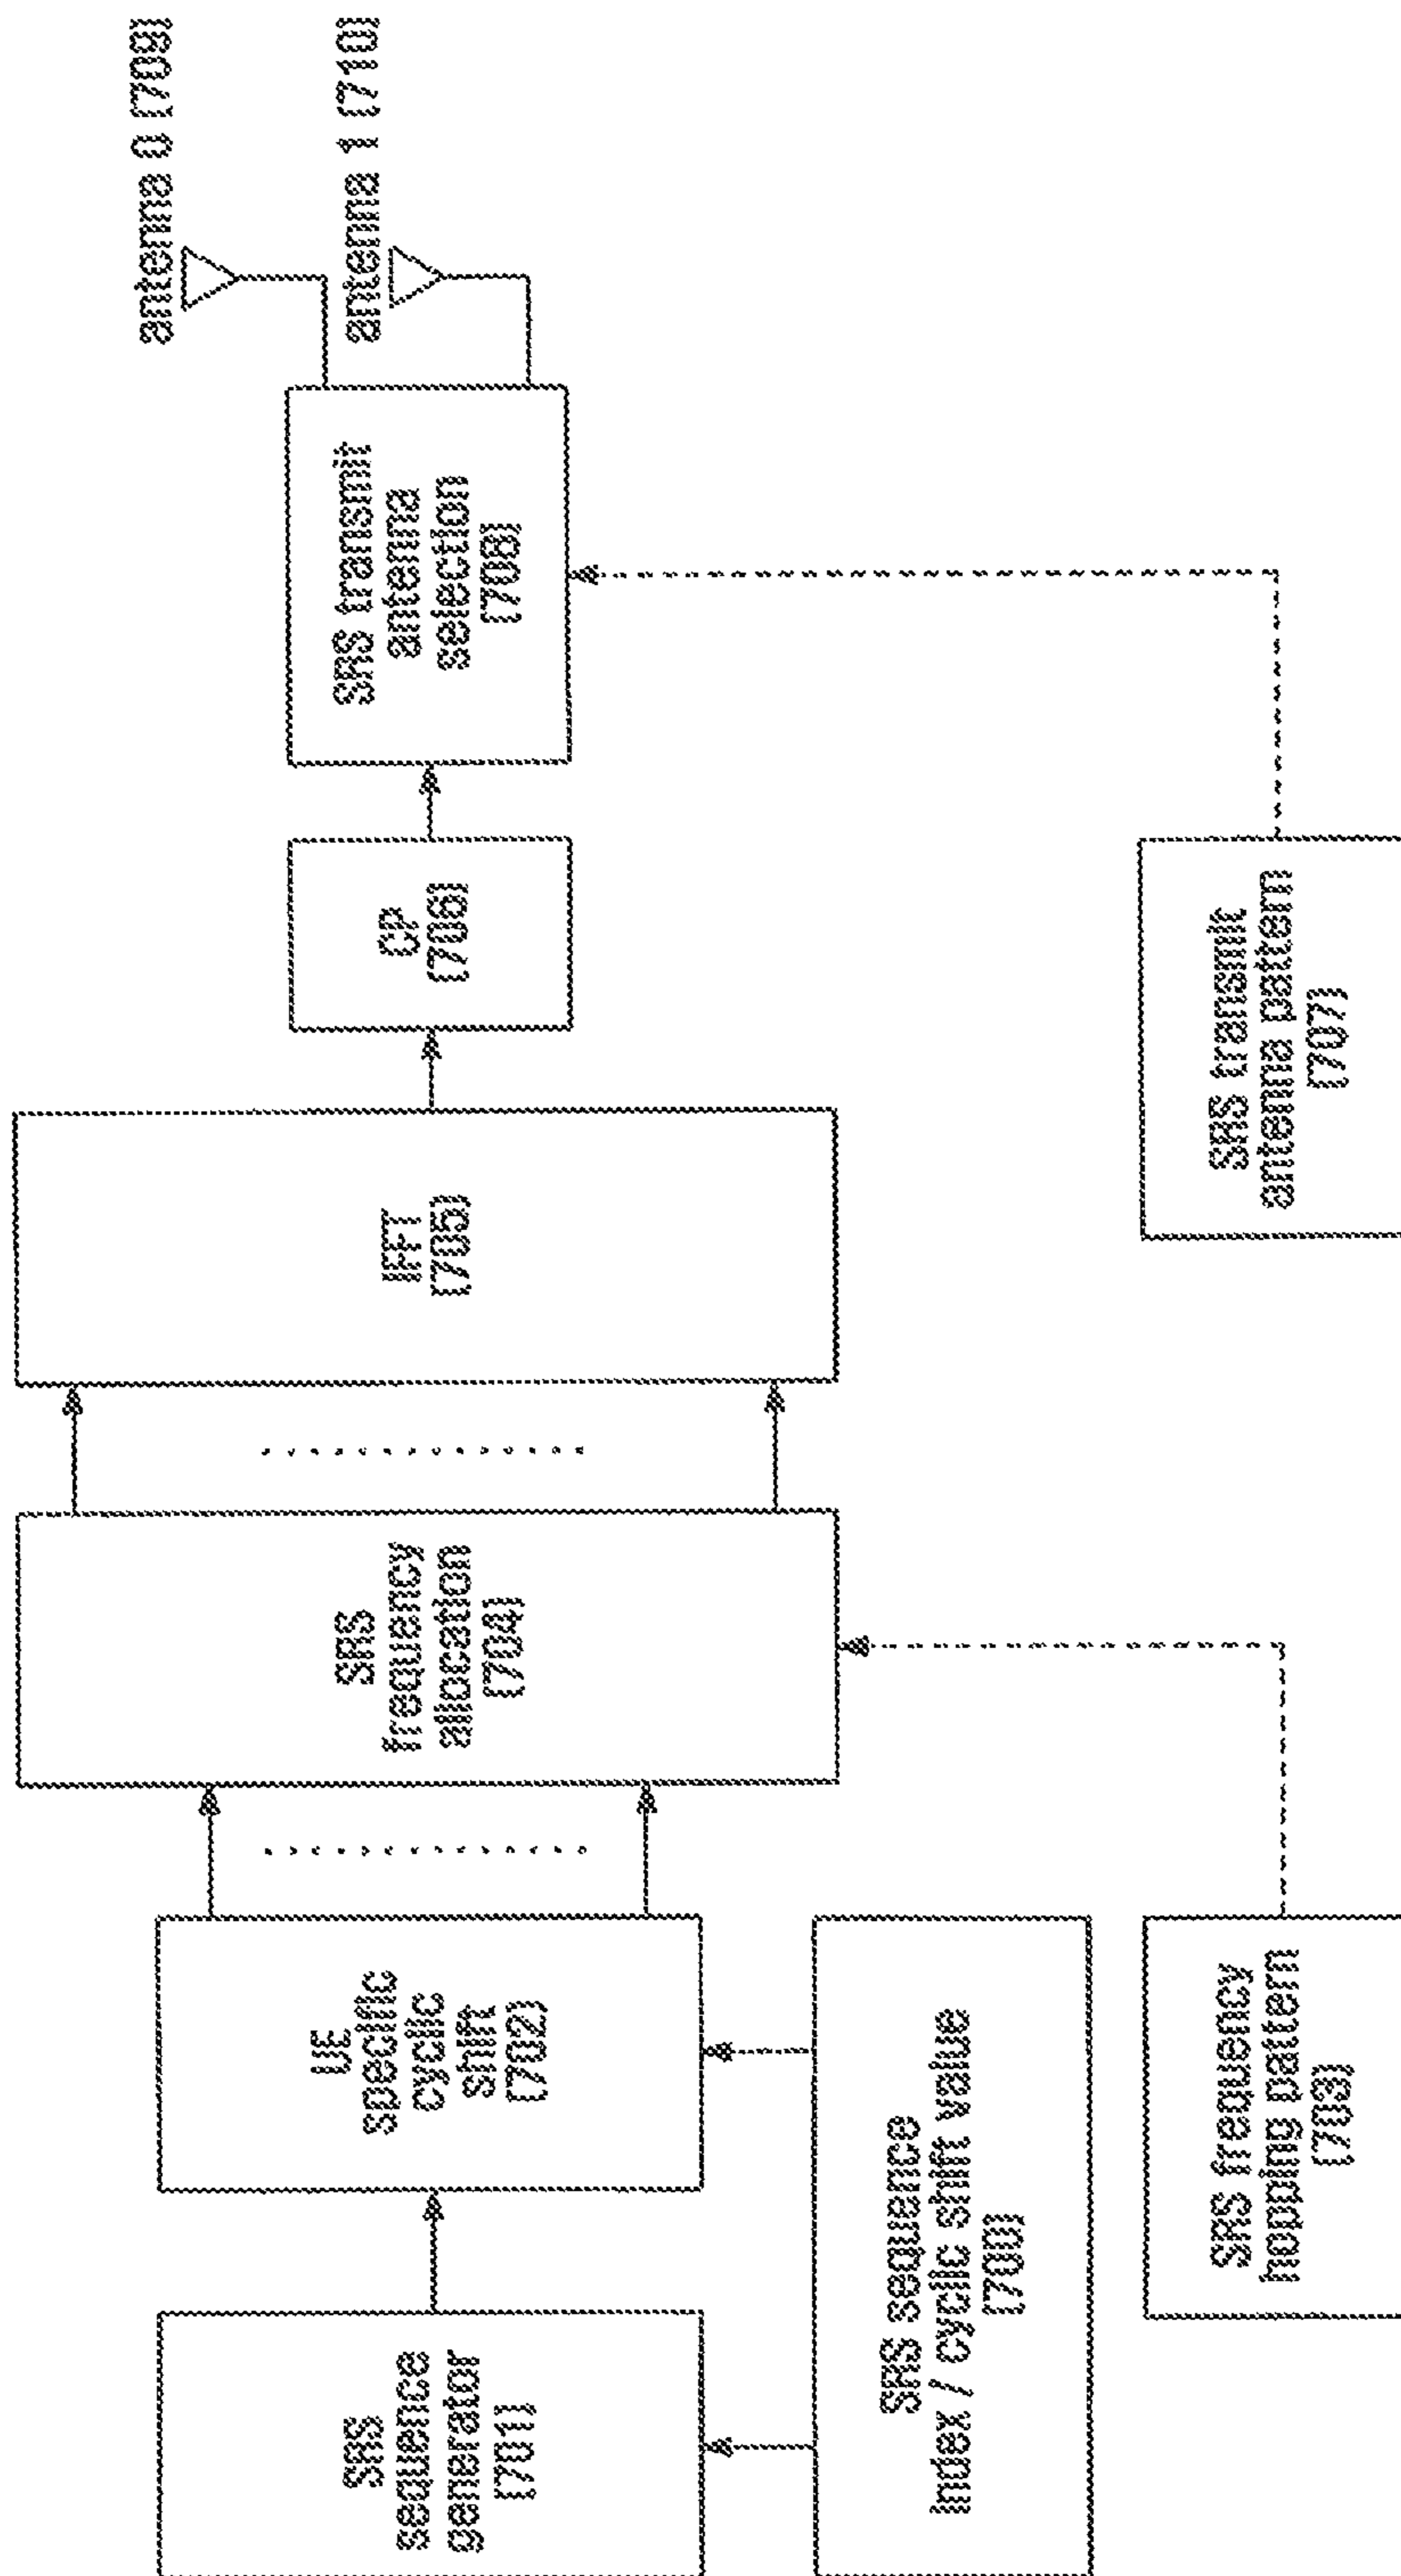 SRS
sequence
generator
(701)
UE
specific
cyclic
shift
(702)
SRS
frequency
allocation
(704)
IFFT
(705)
CP
(706)
SRS transmit
antenna
selection
(708)
antenna 0 (709)
antenna 1 (710)
SRS sequence
index / cyclic shift value
(700)
SRS frequency
hopping pattern
(703)
SRS transmit
antenna pattern
(707)